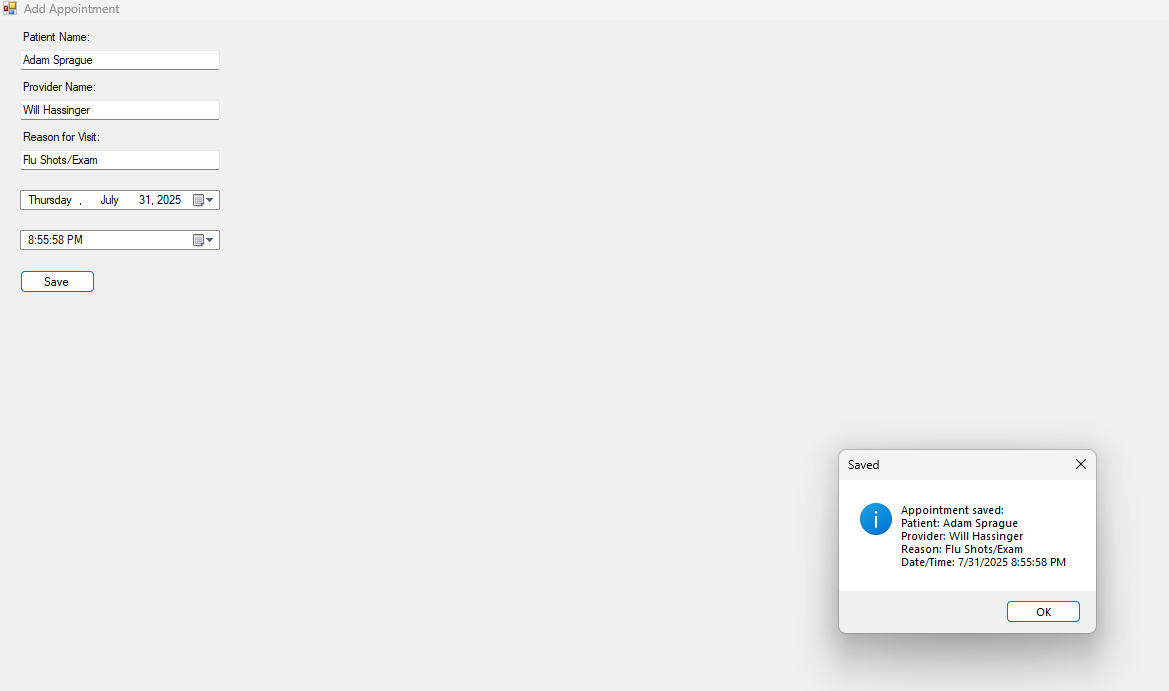 Add Appointment
Patient Name:
Adam Sprague
Provider Name:
Will Hassinger
Reason for Visit:
Flu Shots/Exam
Thursday , July 31, 2025
8:55:58 PM
Save
Saved
Appointment saved:
Patient: Adam Sprague
Provider: Will Hassinger
Reason: Flu Shots/Exam
Date/Time: 7/31/2025 8:55:58 PM
OK